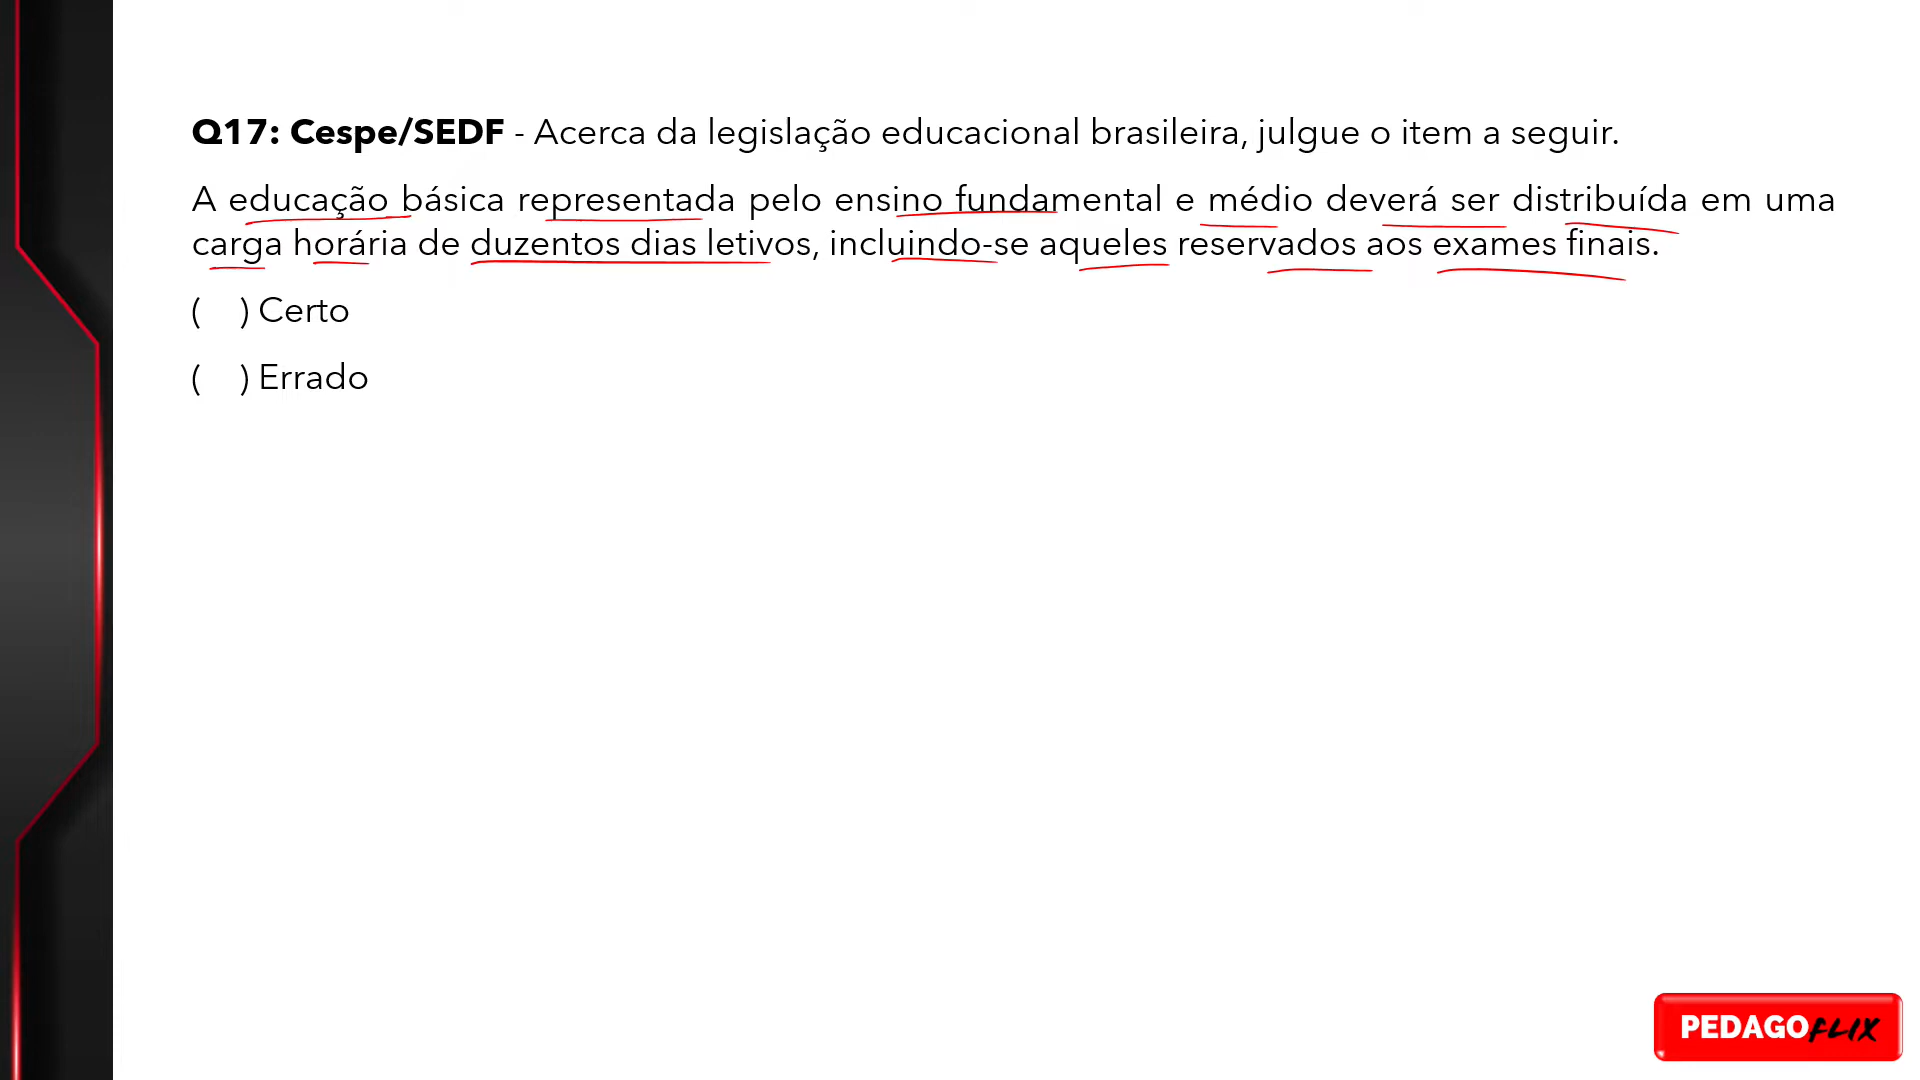 Q17: Cespe/SEDF - Acerca da legislação educacional brasileira, julgue o item a seguir.
A educação básica representada pelo ensino fundamental e médio deverá ser distribuída em uma
carga horária de duzentos dias letivos, incluindo-se aqueles reservados aos exames finais.
( ) Certo
( ) Errado
PEDAGOFLIX